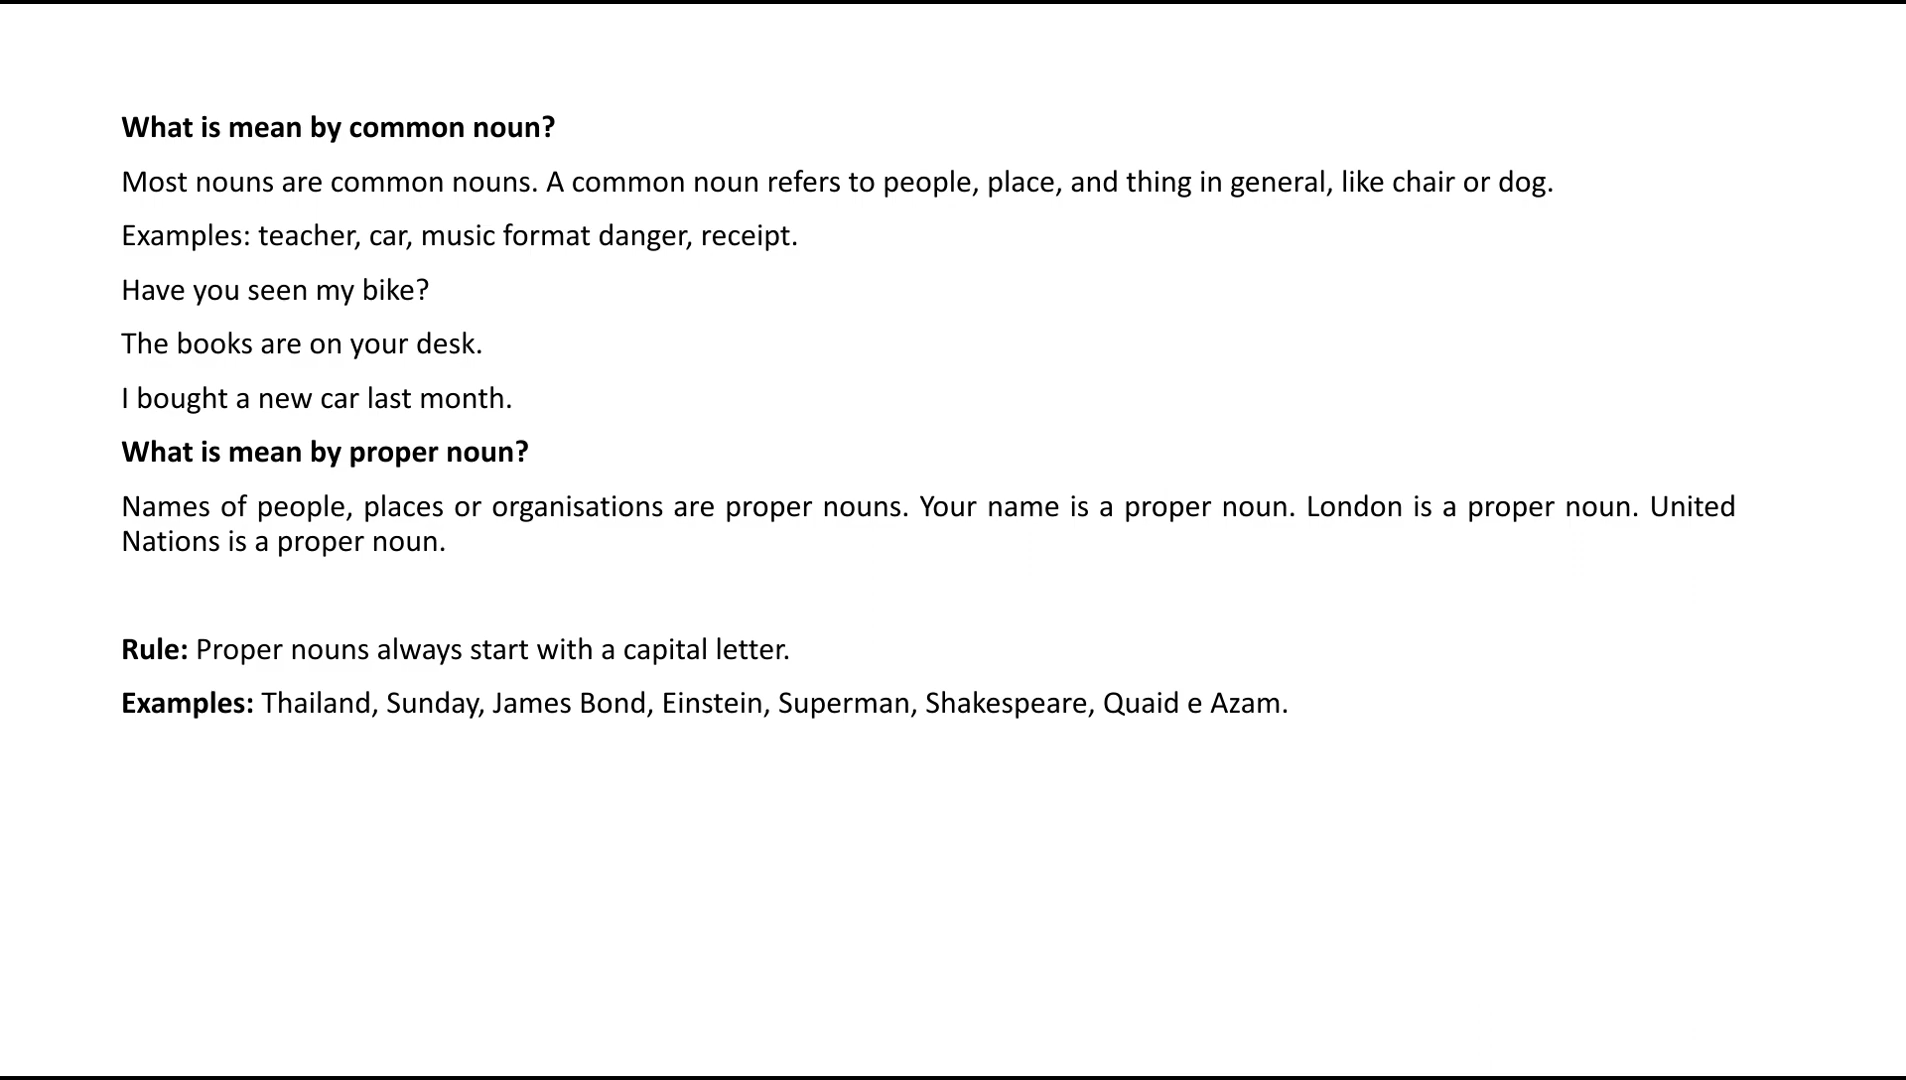 What is mean by common noun?
Most nouns are common nouns. A common noun refers to people, place, and thing in general, like chair or dog.
Examples: teacher, car, music format danger, receipt.
Have you seen my bike?
The books are on your desk.
I bought a new car last month.
What is mean by proper noun?
Names of people, places or organisations are proper nouns. Your name is a proper noun. London is a proper noun. United
Nations is a proper noun.
Rule: Proper nouns always start with a capital letter.
Examples: Thailand, Sunday, James Bond, Einstein, Superman, Shakespeare, Quaid e Azam.